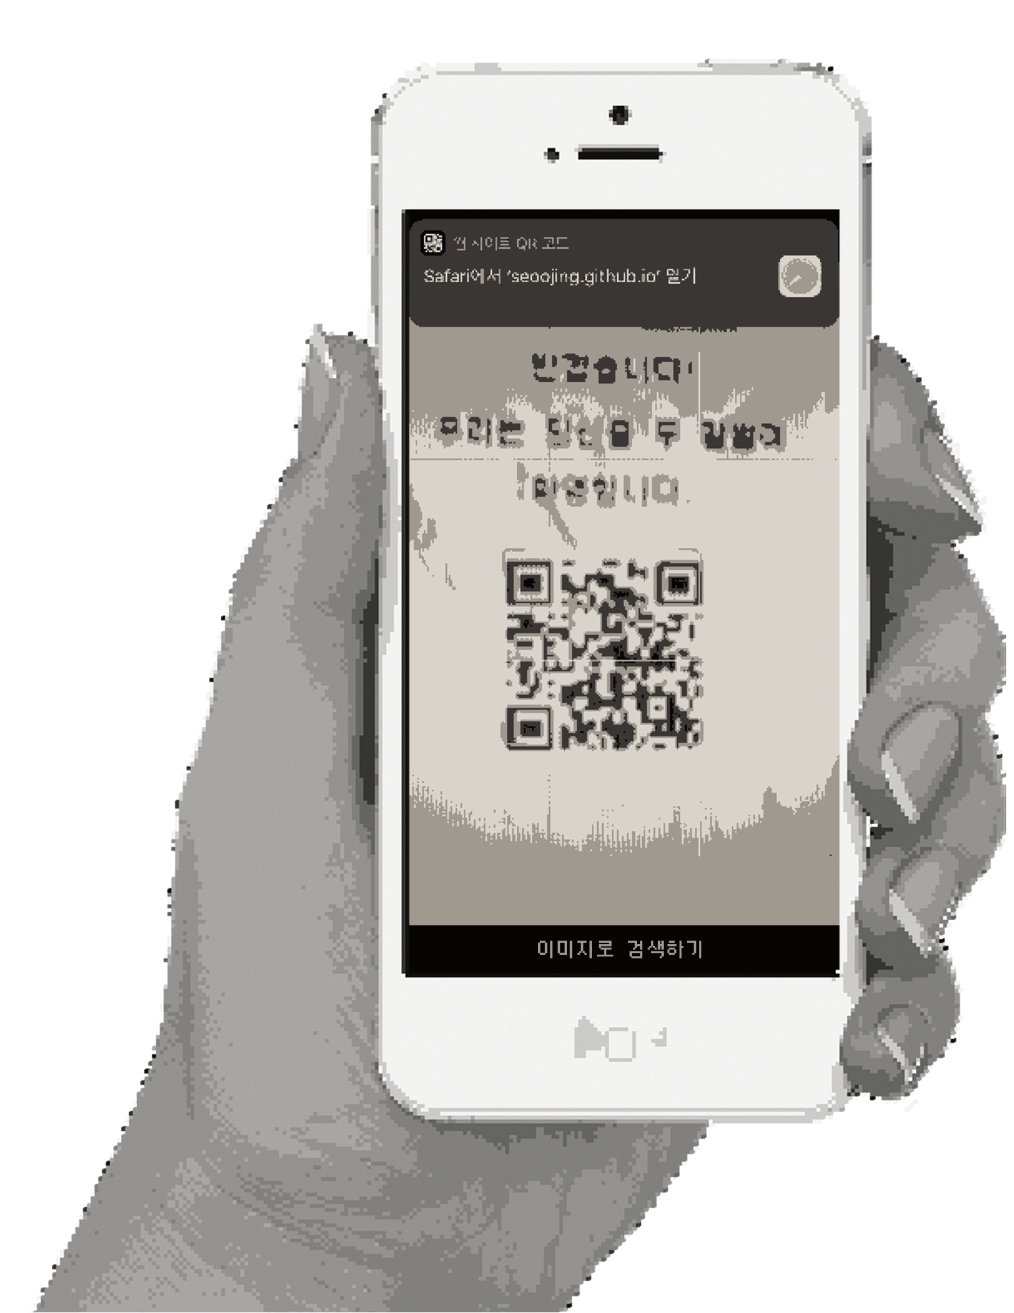 웹 사이트 QR 코드
Safari에서 ‘seoojing.github.io’ 열기
반갑습니다!
우리는 당신을 두 팔벌려
환영합니다.
이미지로 검색하기